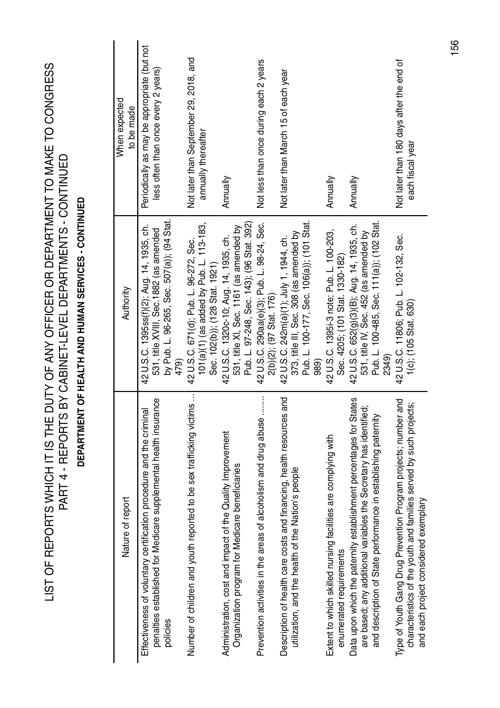 LIST OF REPORTS WHICH IT IS THE DUTY OF ANY OFFICER OR DEPARTMENT TO MAKE TO CONGRESS
PART 4 - REPORTS BY CABINET-LEVEL DEPARTMENTS - CONTINUED
DEPARTMENT OF HEALTH AND HUMAN SERVICES - CONTINUED
Nature of report
Authority
When expected
to be made
Effectiveness of voluntary certification procedure and the criminal
penalties established for Medicare supplemental health insurance
policies
42 U.S.C. 1395ss(f)(2); Aug. 14, 1935, ch.
531, title XVIII, Sec. 1882 (as amended
by Pub. L. 96-265, Sec. 507(a)); (94 Stat.
479)
Periodically as may be appropriate (but not
less often than once every 2 years)
Number of children and youth reported to be sex trafficking victims ...
42 U.S.C. 671(d); Pub. L. 96-272, Sec.
101(a)(1) (as added by Pub. L. 113-183,
Sec. 102(b)); (128 Stat. 1921)
Not later than September 29, 2018, and
annually thereafter
Administration, cost and impact of the Quality Improvement
Organization program for Medicare beneficiaries
42 U.S.C. 1320c-10; Aug. 14, 1935, ch.
531, title XI, Sec. 1161 (as amended by
Pub. L. 97-248, Sec. 143); (96 Stat. 392)
Annually
Prevention activities in the areas of alcoholism and drug abuse ........
42 U.S.C. 290aa(e)(3); Pub. L. 98-24, Sec.
2(b)(2); (97 Stat. 176)
Not less than once during each 2 years
Description of health care costs and financing, health resources and
utilization, and the health of the Nation's people
42 U.S.C. 242m(a)(1); July 1, 1944, ch.
373, title III, Sec. 308 (as amended by
Pub. L. 100-177, Sec. 106(a)); (101 Stat.
989)
Not later than March 15 of each year
Extent to which skilled nursing facilities are complying with
enumerated requirements
42 U.S.C. 1395i-3 note; Pub. L. 100-203,
Sec. 4205; (101 Stat. 1330-182)
Annually
Data upon which the paternity establishment percentages for States
are based; any additional variables the Secretary has identified;
and description of State performance in establishing paternity
42 U.S.C. 652(g)(3)(B); Aug. 14, 1935, ch.
531, title IV, Sec. 452 (as amended by
Pub. L. 100-485, Sec. 111(a)); (102 Stat.
2349)
Annually
Type of Youth Gang Drug Prevention Program projects; number and
characteristics of the youth and families served by such projects;
and each project considered exemplary
42 U.S.C. 11806; Pub. L. 102-132, Sec.
1(c); (105 Stat. 630)
Not later than 180 days after the end of
each fiscal year
156